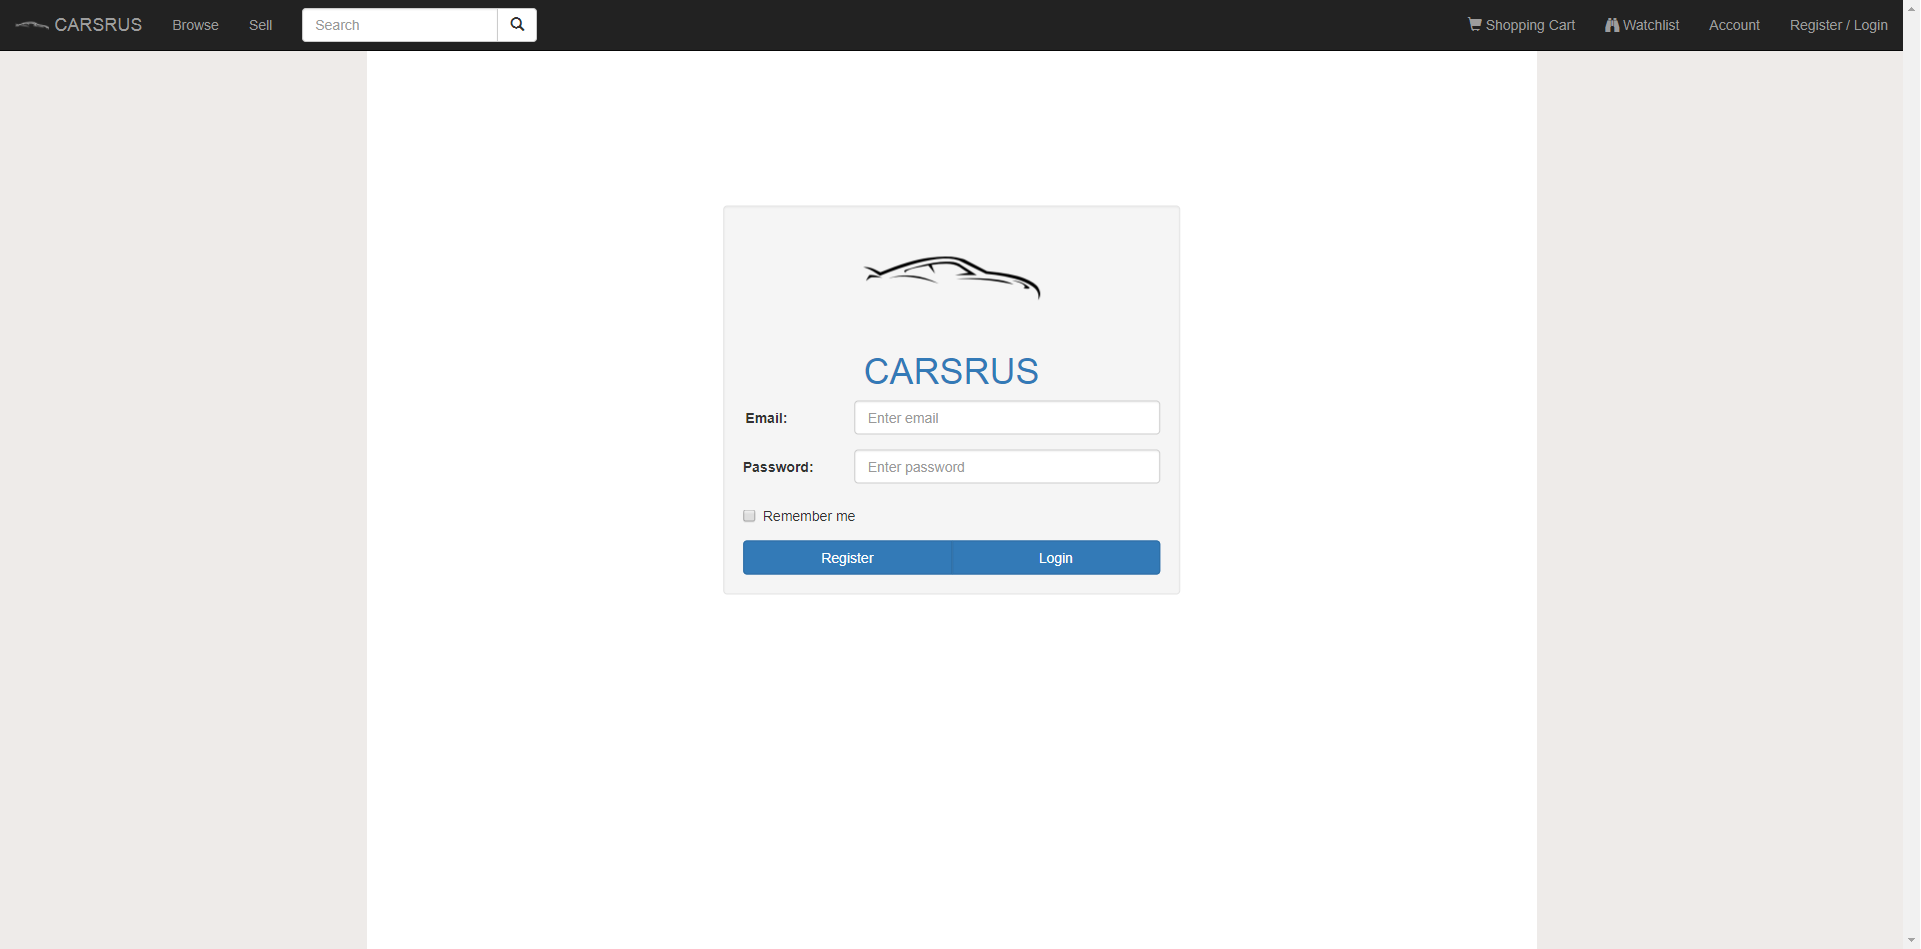 CARSRUS Browse Sell Search Shopping Cart Watchlist Account Register / Login
CARSRUS
Email: Enter email
Password: Enter password
Remember me
Register Login